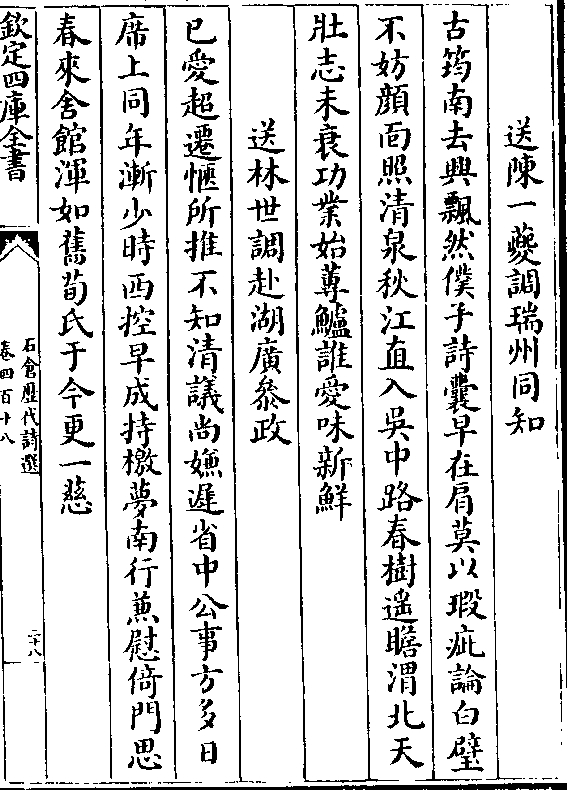 送陳一夔調瑞州同知
古筠南去興飄然僕子詩囊早在肩莫以瑕疵論白璧
不妨顔面照清泉秋江直入吳中路春樹遥瞻渭北天
壯志未衰功業始蓴鱸誰愛味新鮮
送林世調赴湖廣叅政
已愛超遷愜所推不知清議尚嫌遲省中公事方多日
席上同年漸少時西控早成持檄夢南行兼慰倚門思
春來舍館渾如舊荀氏于今更一慈
欽定四庫全書
石倉歴代詩選
卷四百十八
二十八